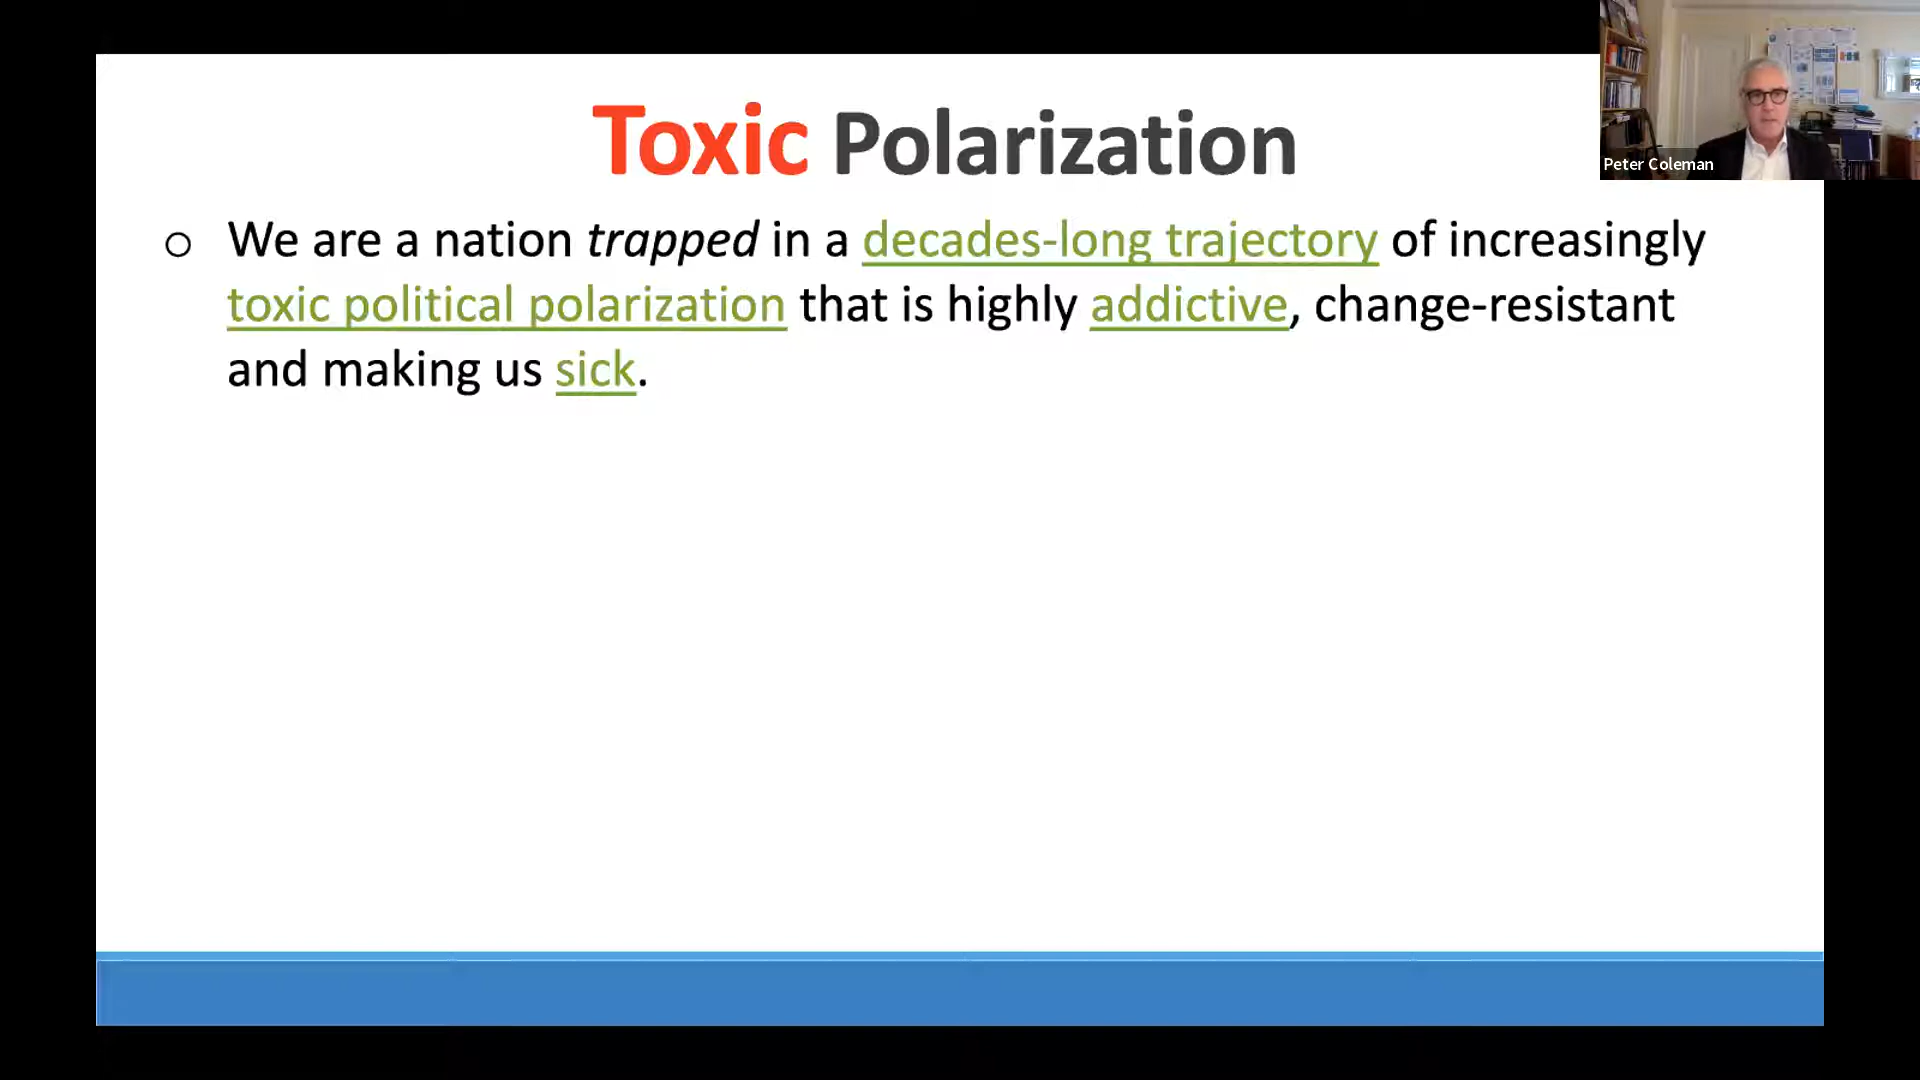 Toxic Polarization
Peter Coleman
○ We are a nation trapped in a decades-long trajectory of increasingly
toxic political polarization that is highly addictive, change-resistant
and making us sick.